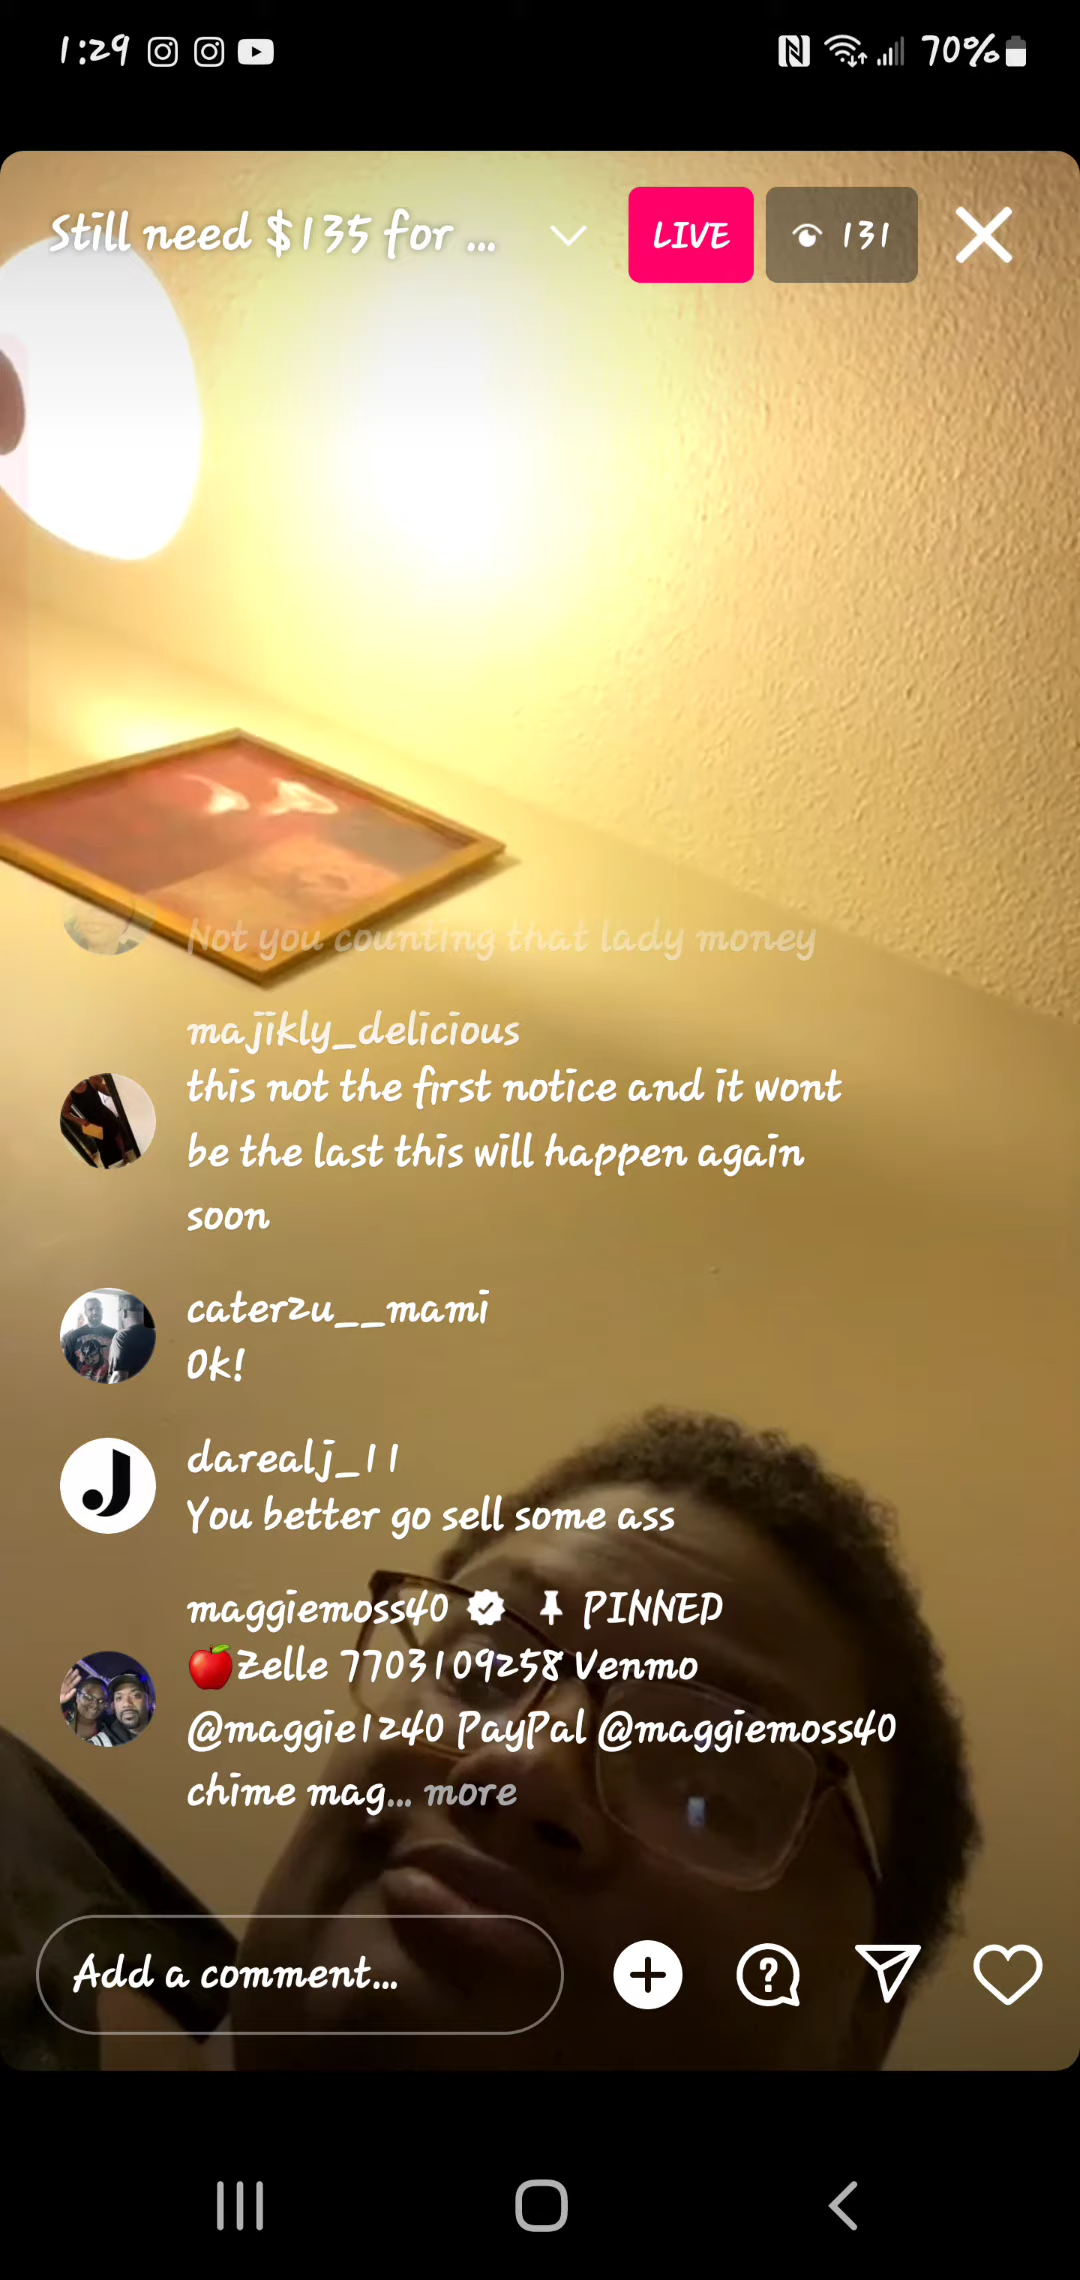 1:29
70%
Still need $135 for ...
LIVE
131
Not you counting that lady money
majikly_delicious
this not the first notice and it wont
be the last this will happen again
soon
caterzu__mami
Ok!
darealj_11
You better go sell some ass
maggiemoss40 PINNED
🍎Zelle 7703109258 Venmo
@maggie1240 PayPal @maggiemoss40
chime mag... more
Add a comment...